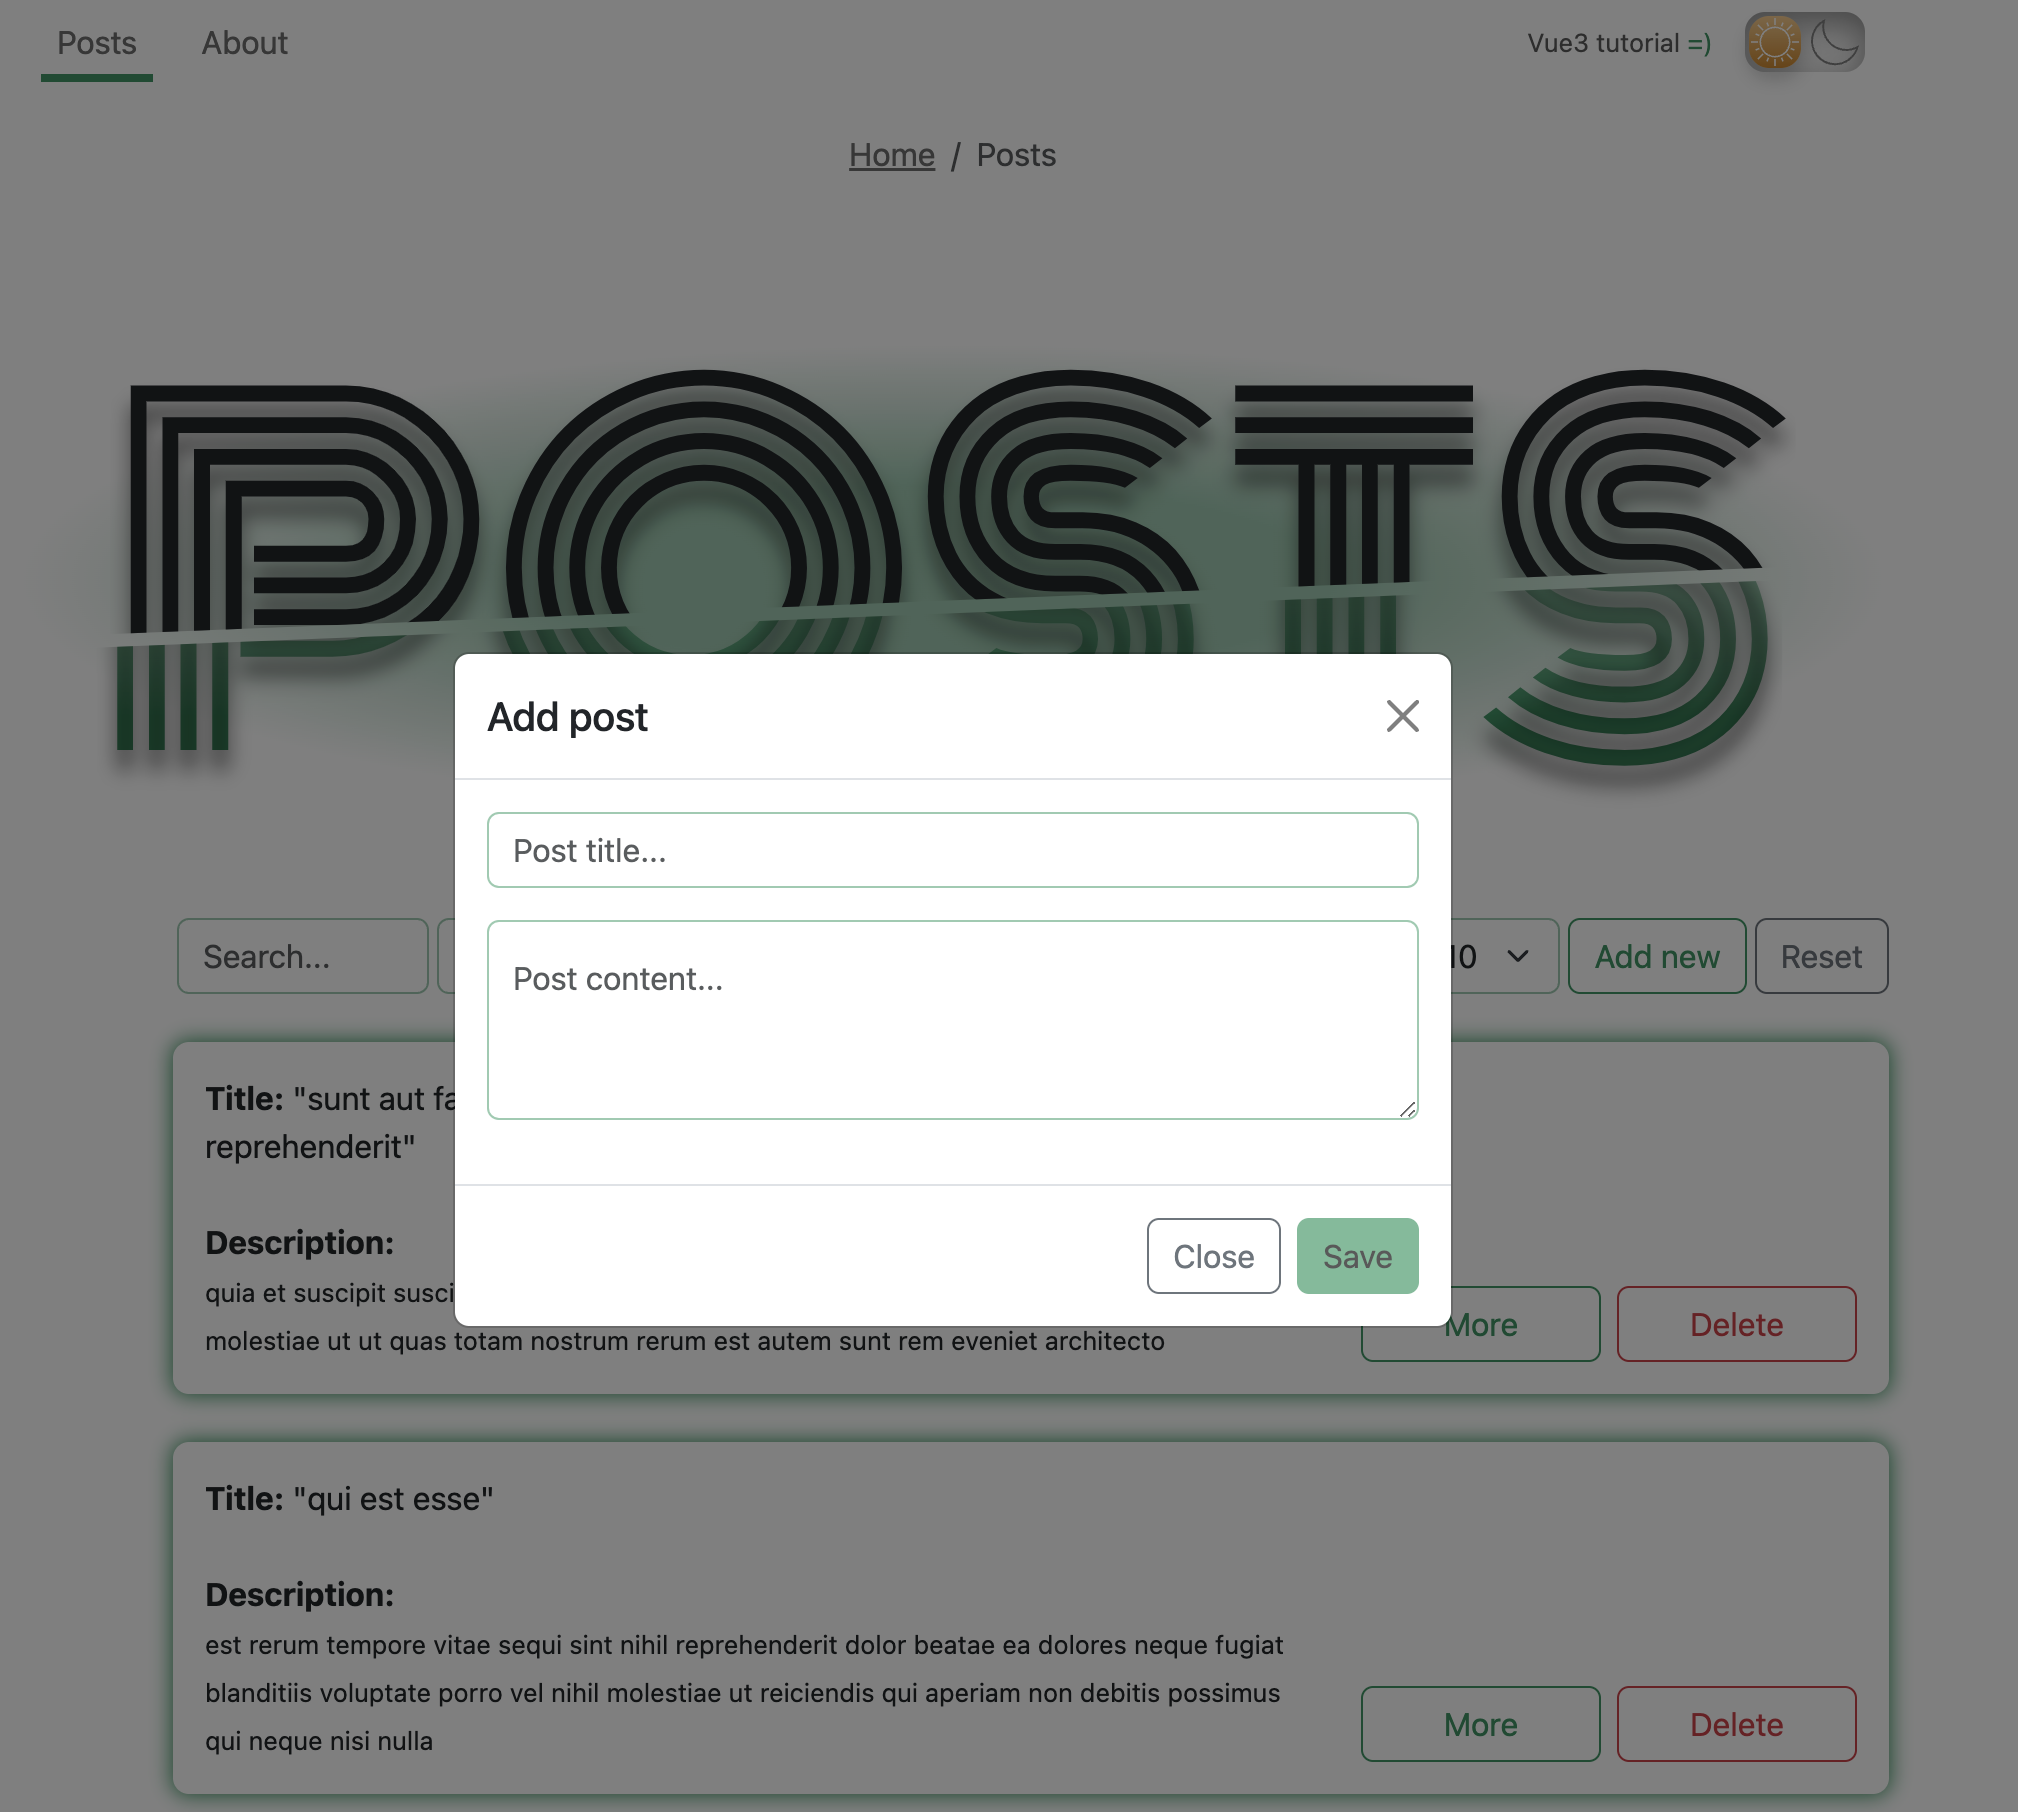 Posts About Vue3 tutorial =)
Home / Posts
POSTS
Add post
Post title...
Search...
Post content...
10
Add new
Reset
Title: "sunt aut fa
reprehenderit"
Description:
quia et suscipit susci
molestiae ut ut quas totam nostrum rerum est autem sunt rem eveniet architecto
Close
Save
More
Delete
Title: "qui est esse"
Description:
est rerum tempore vitae sequi sint nihil reprehenderit dolor beatae ea dolores neque fugiat
blanditiis voluptate porro vel nihil molestiae ut reiciendis qui aperiam non debitis possimus
qui neque nisi nulla
More
Delete